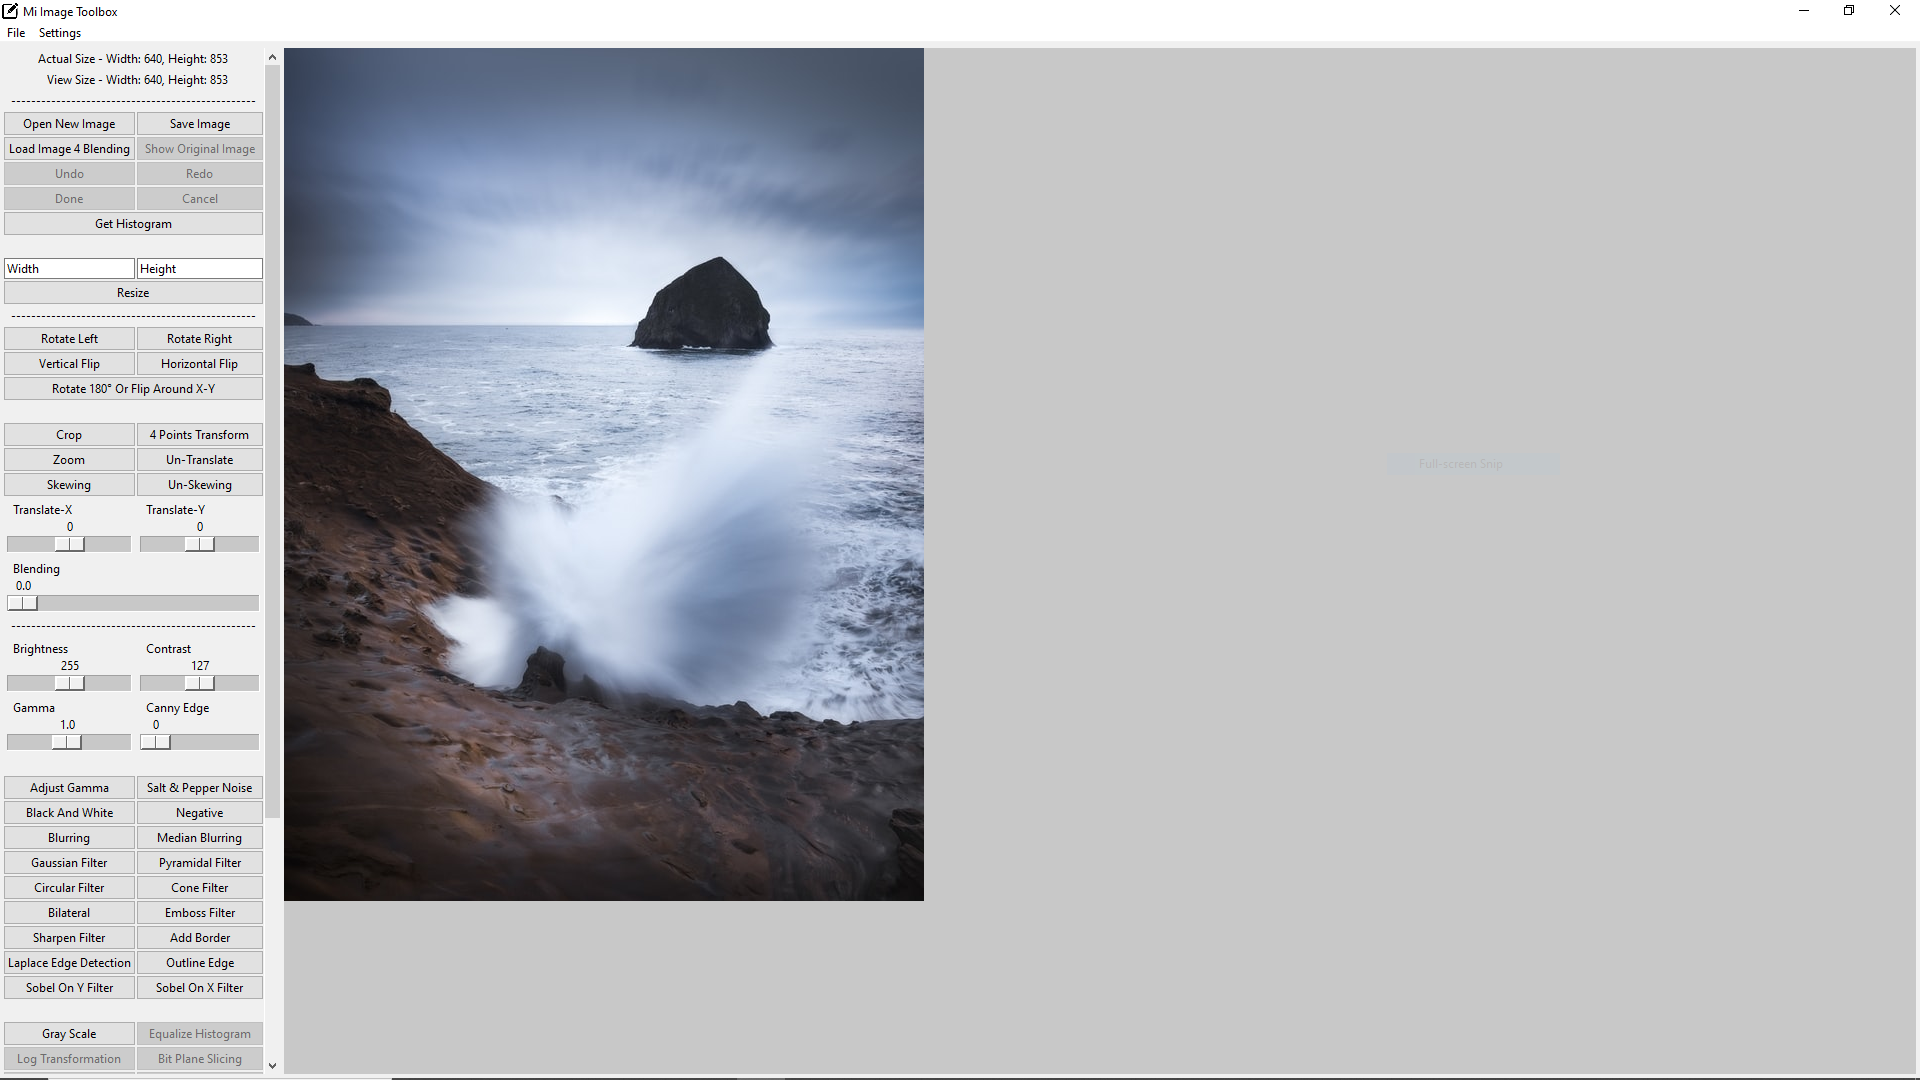 Mi Image Toolbox
File Settings
Actual Size - Width: 640, Height: 853
View Size - Width: 640, Height: 853
Open New Image Save Image
Load Image 4 Blending Show Original Image
Undo Redo
Done Cancel
Get Histogram
Width Height
Resize
Rotate Left Rotate Right
Vertical Flip Horizontal Flip
Rotate 180° Or Flip Around X-Y
Crop 4 Points Transform
Zoom Un-Translate
Full-screen Snip
Skewing Un-Skewing
Translate-X Translate-Y
0 0
Blending
0.0
Brightness Contrast
255 127
Gamma Canny Edge
1.0 0
Adjust Gamma Salt & Pepper Noise
Black And White Negative
Blurring Median Blurring
Gaussian Filter Pyramidal Filter
Circular Filter Cone Filter
Bilateral Emboss Filter
Sharpen Filter Add Border
Laplace Edge Detection Outline Edge
Sobel On Y Filter Sobel On X Filter
Gray Scale Equalize Histogram
Log Transformation Bit Plane Slicing